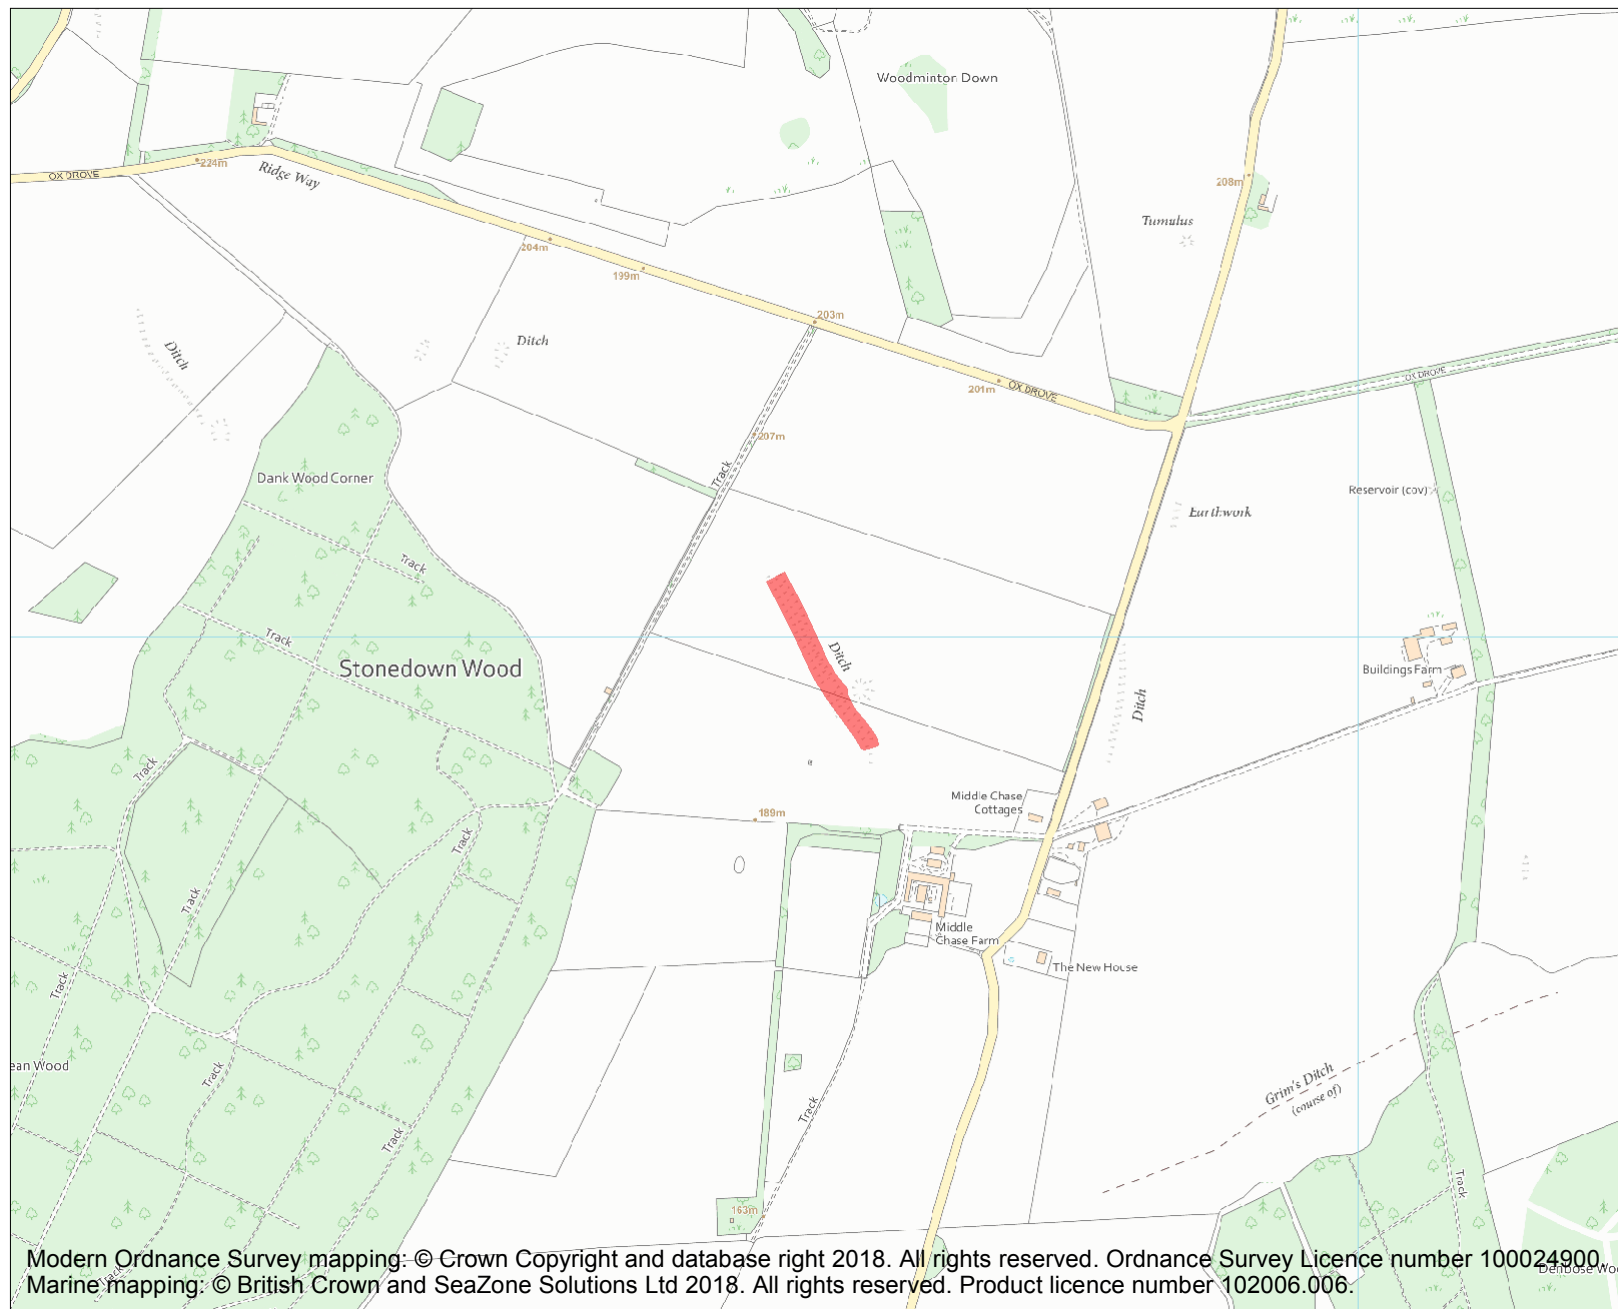 Woodminton Down
OX DROVE
224m
Ridge Way
208m
Tumulus
204m
199m
203m
Ditch
Ditch
201m
OX DROVE
OX DROVE
207m
Track
Dank Wood Corner
Reservoir (cov)
Earthwork
Track
Track
Stonedown Wood
Ditch
Buildings Farm
Ditch
Track
Middle Chase
Cottages
189m
Track
Track
Middle
Chase Farm
The New House
Track
ean Wood
Track
Grim's Ditch
(course of)
Track
Track
Track
163m
Modern Ordnance Survey mapping: © Crown Copyright and database right 2018. All rights reserved. Ordnance Survey Licence number 100024900.
Marine mapping: © British Crown and SeaZone Solutions Ltd 2018. All rights reserved. Product licence number 102006.006.
Track